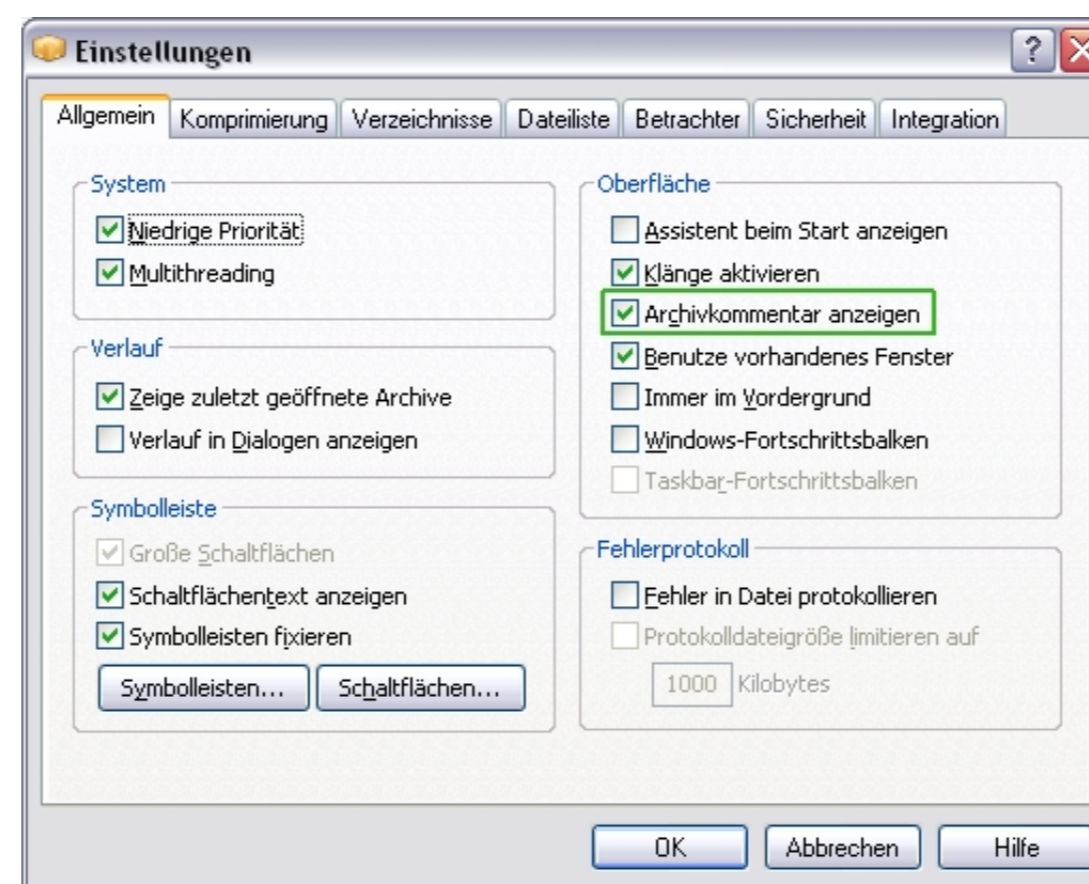 Einstellungen
Allgemein Komprimierung Verzeichnisse Dateiliste Betrachter Sicherheit Integration
System
Niedrige Priorität
Multithreading
Verlauf
Zeige zuletzt geöffnete Archive
Verlauf in Dialogen anzeigen
Symbolleiste
Große Schaltflächen
Schaltflächentext anzeigen
Symbolleisten fixieren
Symbolleisten... Schaltflächen...
Oberfläche
Assistent beim Start anzeigen
Klänge aktivieren
Archivkommentar anzeigen
Benutze vorhandenes Fenster
Immer im Vordergrund
Windows-Fortschrittsbalken
Taskbar-Fortschrittsbalken
Fehlerprotokoll
Fehler in Datei protokollieren
Protokolldateigröße limitieren auf
1000 Kilobytes
OK Abbrechen Hilfe